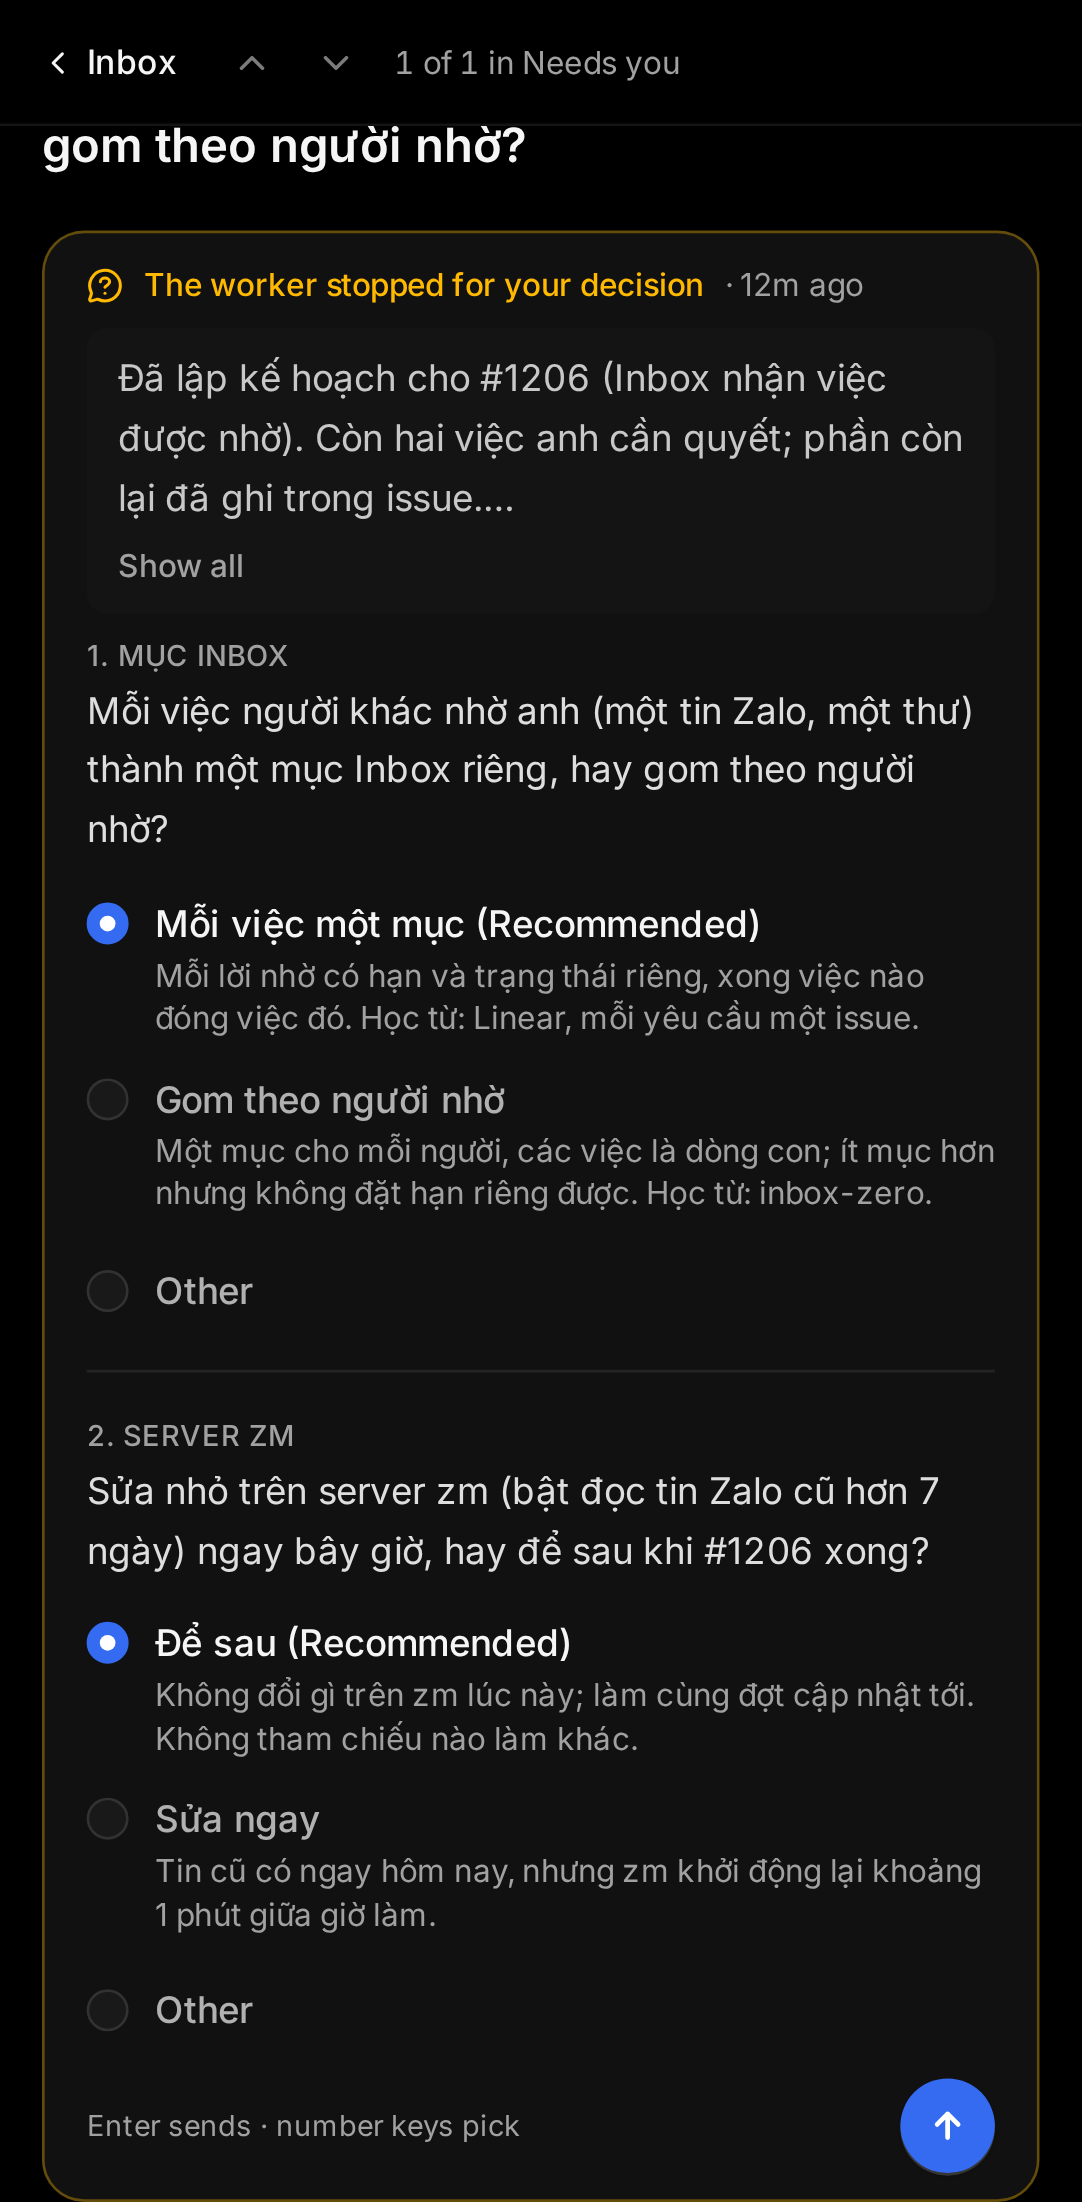 Inbox
1 of 1 in Needs you
gom theo người nhờ?
The worker stopped for your decision · 12m ago
Đã lập kế hoạch cho #1206 (Inbox nhận việc
được nhờ). Còn hai việc anh cần quyết; phần còn
lại đã ghi trong issue....
Show all
1. MỤC INBOX
Mỗi việc người khác nhờ anh (một tin Zalo, một thư)
thành một mục Inbox riêng, hay gom theo người
nhờ?
Mỗi việc một mục (Recommended)
Mỗi lời nhờ có hạn và trạng thái riêng, xong việc nào
đóng việc đó. Học từ: Linear, mỗi yêu cầu một issue.
Gom theo người nhờ
Một mục cho mỗi người, các việc là dòng con; ít mục hơn
nhưng không đặt hạn riêng được. Học từ: inbox-zero.
Other
2. SERVER ZM
Sửa nhỏ trên server zm (bật đọc tin Zalo cũ hơn 7
ngày) ngay bây giờ, hay để sau khi #1206 xong?
Để sau (Recommended)
Không đổi gì trên zm lúc này; làm cùng đợt cập nhật tới.
Không tham chiếu nào làm khác.
Sửa ngay
Tin cũ có ngay hôm nay, nhưng zm khởi động lại khoảng
1 phút giữa giờ làm.
Other
Enter sends · number keys pick